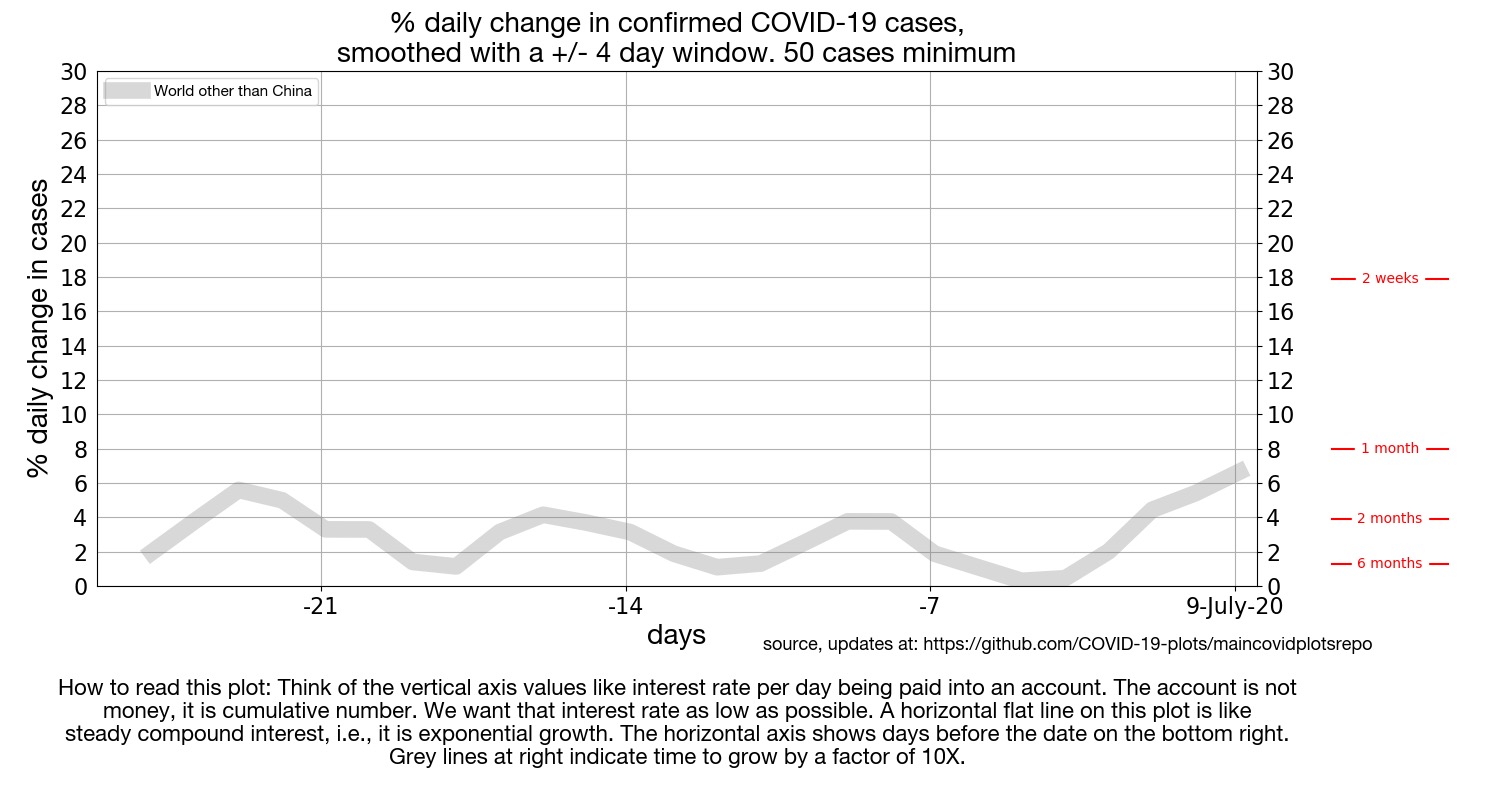 % daily change in confirmed COVID-19 cases,
smoothed with a +/- 4 day window. 50 cases minimum
World other than China
% daily change in cases
30
28
26
24
22
20
18
16
14
12
10
8
6
4
2
0
30
28
26
24
22
20
18
16
14
12
10
8
6
4
2
0
2 weeks
1 month
2 months
6 months
-21 -14 -7 9-July-20
days
source, updates at: https://github.com/COVID-19-plots/maincovidplotsrepo
How to read this plot: Think of the vertical axis values like interest rate per day being paid into an account. The account is not
money, it is cumulative number. We want that interest rate as low as possible. A horizontal flat line on this plot is like
steady compound interest, i.e., it is exponential growth. The horizontal axis shows days before the date on the bottom right.
Grey lines at right indicate time to grow by a factor of 10X.